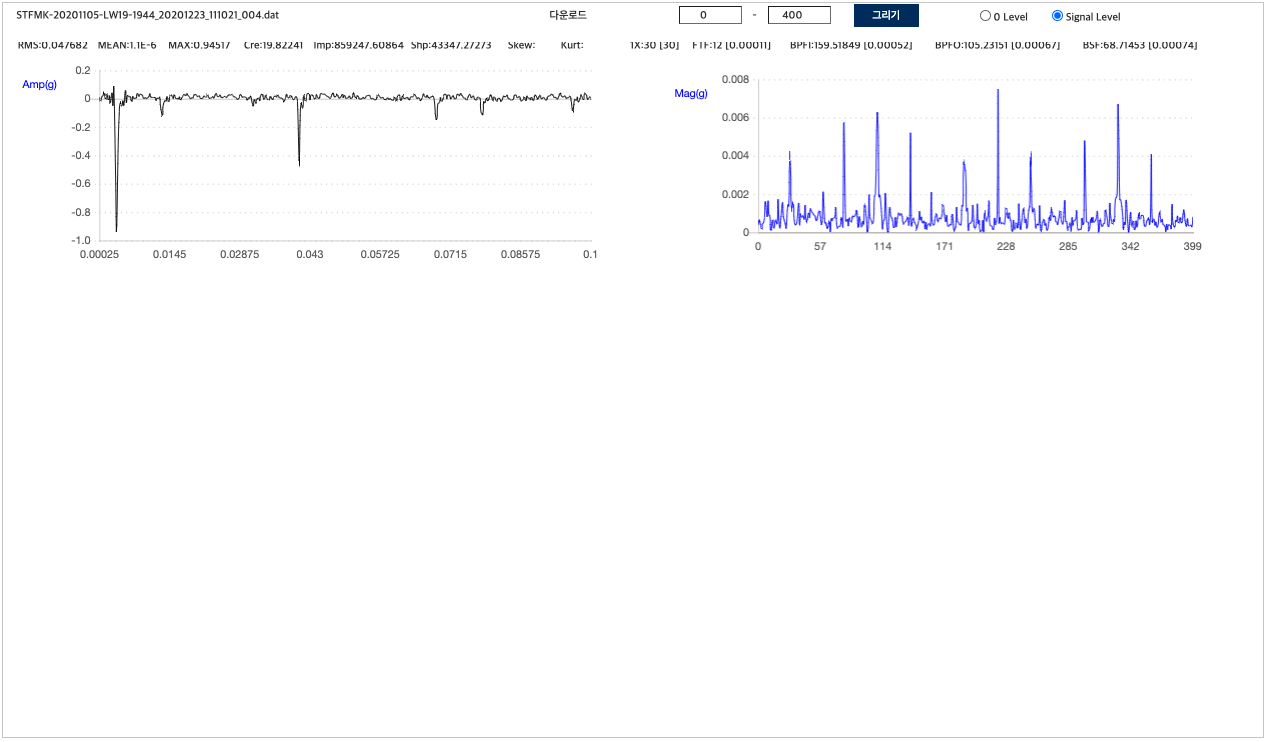 STFMK-20201105-LW19-1944_20201223_111021_004.dat 다운로드 0 - 400 그리기 0 Level Signal Level
RMS:0.047682 MEAN:1.1E-6 MAX:0.94517 Cre:19.82241 Imp:859247.60864 Shp:43347.27273 Skew: Kurt: 1X:30 [30] FTF:12 [0.00011] BPFI:159.51849 [0.00052] BPFO:105.23151 [0.00067] BSF:68.71453 [0.00074]
Amp(g)
0.2
0
-0.2
-0.4
-0.6
-0.8
-1.0
0.00025 0.0145 0.02875 0.043 0.05725 0.0715 0.08575 0.1
Mag(g)
0.008
0.006
0.004
0.002
0
0 57 114 171 228 285 342 399